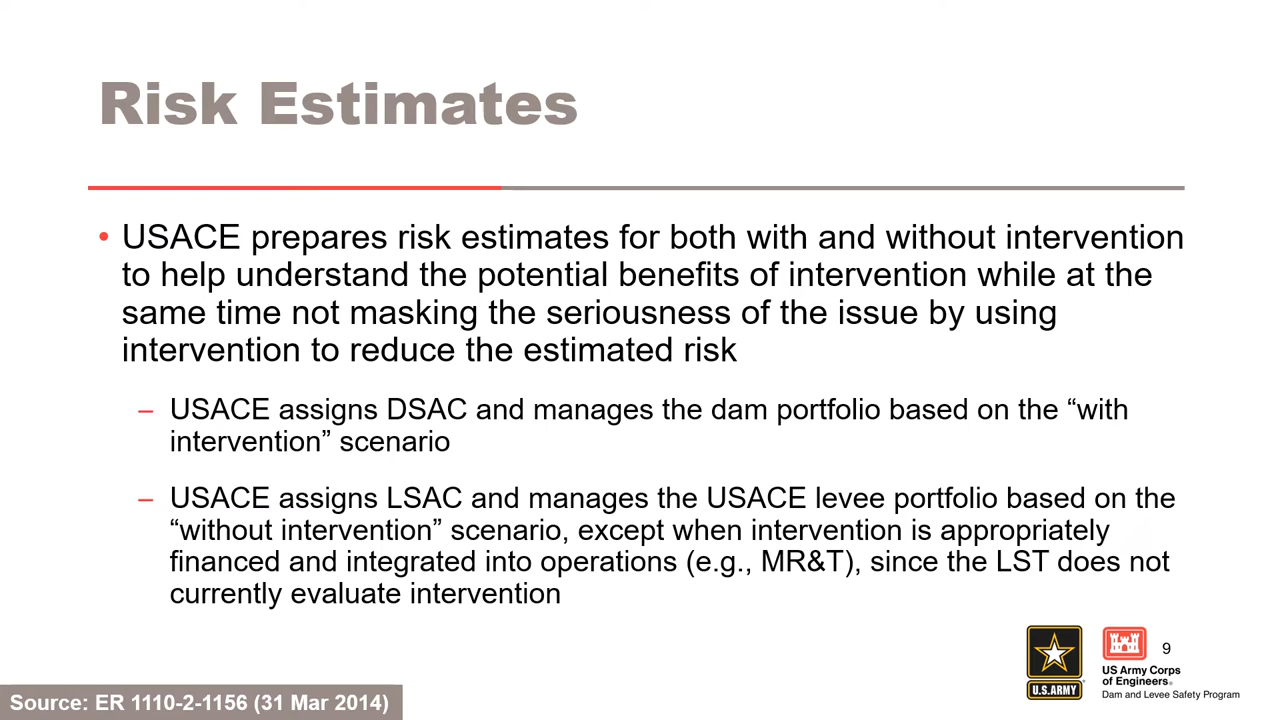 Risk Estimates
• USACE prepares risk estimates for both with and without intervention
to help understand the potential benefits of intervention while at the
same time not masking the seriousness of the issue by using
intervention to reduce the estimated risk
– USACE assigns DSAC and manages the dam portfolio based on the “with
intervention” scenario
– USACE assigns LSAC and manages the USACE levee portfolio based on the
“without intervention” scenario, except when intervention is appropriately
financed and integrated into operations (e.g., MR&T), since the LST does not
currently evaluate intervention
U.S.ARMY
US Army Corps
of Engineers®
Dam and Levee Safety Program
9
Source: ER 1110-2-1156 (31 Mar 2014)